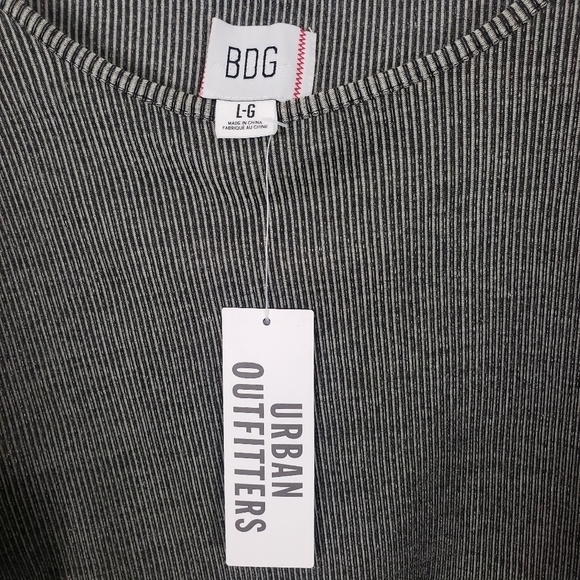 BDG
L-G
MADE IN CHINA
FABRIQUÉ AU CHINE
URBAN
OUTFITTERS